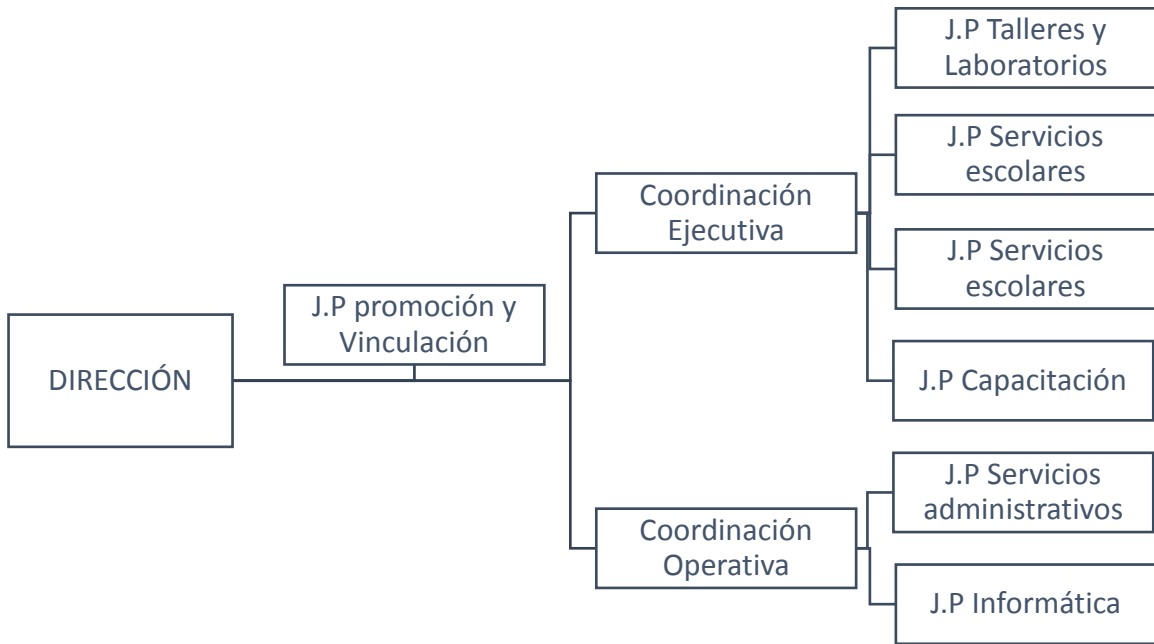 J.P Talleres y
Laboratorios
J.P Servicios
escolares
Coordinación
Ejecutiva
J.P Servicios
escolares
J.P promoción y
Vinculación
DIRECCIÓN
J.P Capacitación
J.P Servicios
administrativos
Coordinación
Operativa
J.P Informática